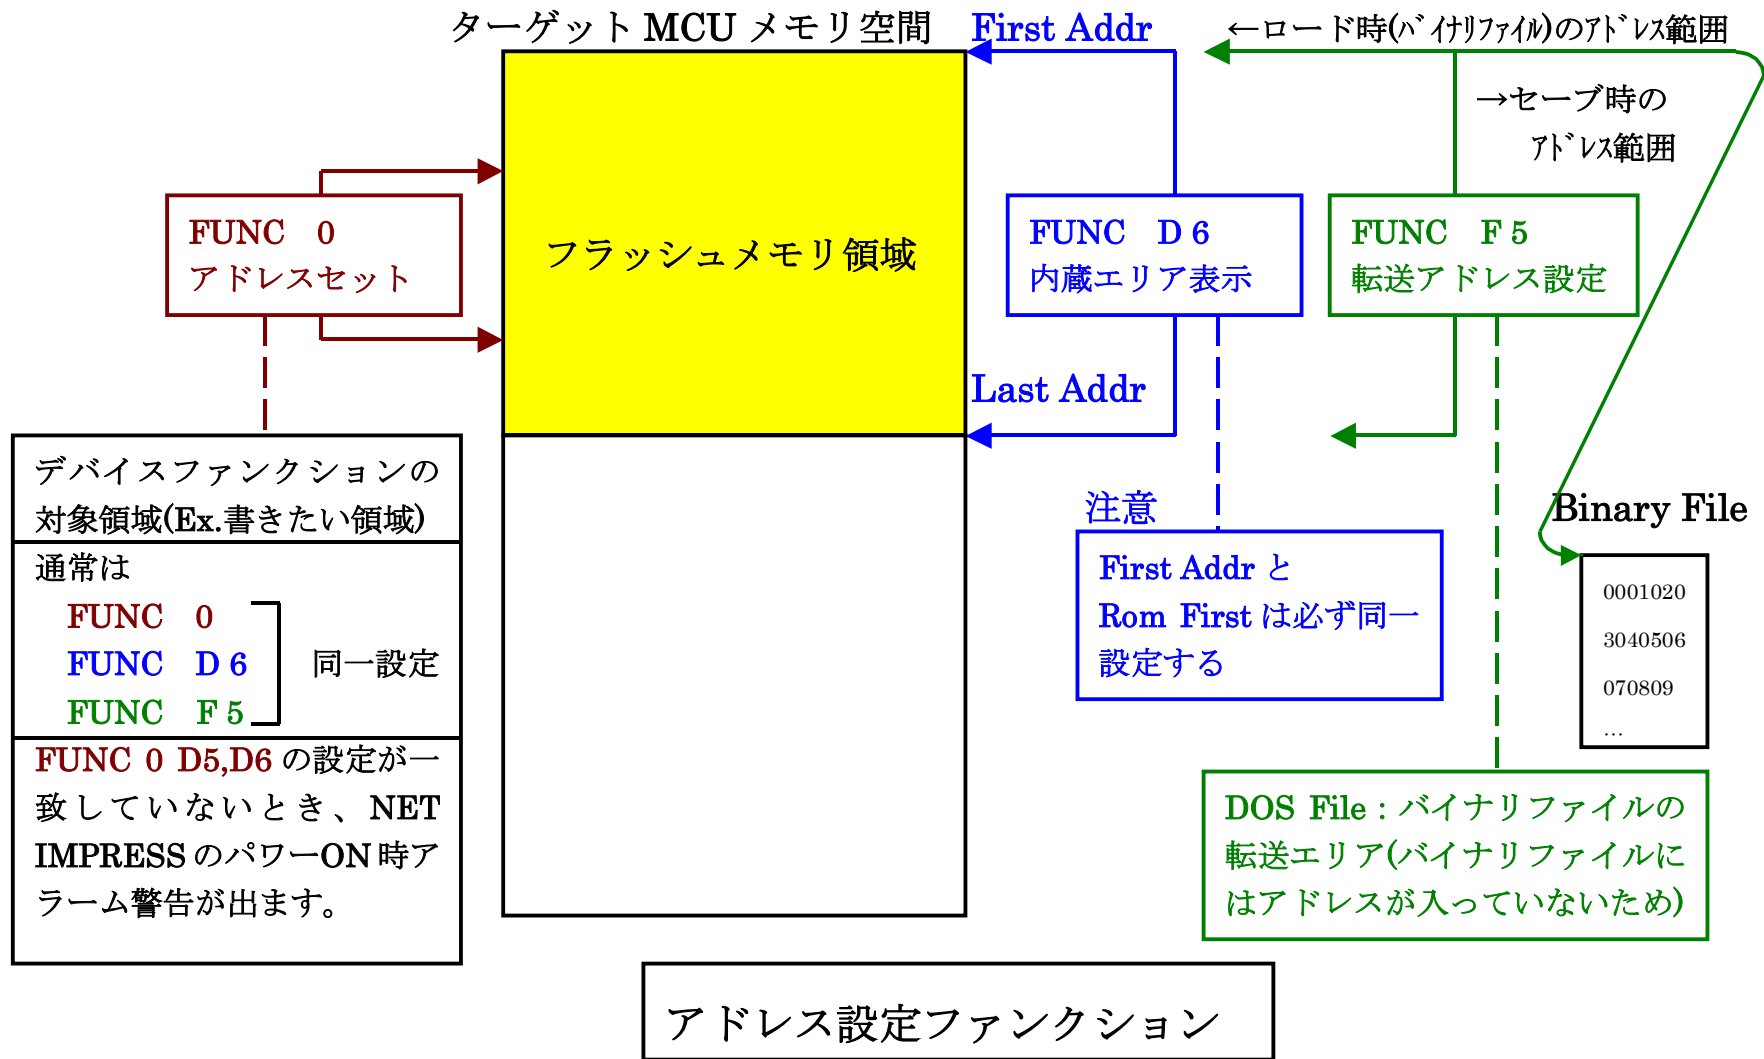 ターゲット MCU メモリ空間
First Addr
←ロード時(ﾊﾞｲﾅﾘﾌｧｲﾙ)のｱﾄﾞﾚｽ範囲
→セーブ時の
ｱﾄﾞﾚｽ範囲
FUNC 0
アドレスセット
フラッシュメモリ領域
FUNC D 6
内蔵エリア表示
FUNC F 5
転送アドレス設定
Last Addr
デバイスファンクションの
対象領域(Ex.書きたい領域)
通常は
FUNC 0
FUNC D 6
FUNC F 5
同一設定
FUNC 0 D5,D6 の設定が一
致していないとき、NET
IMPRESS のパワーON 時ア
ラーム警告が出ます。
注意
First Addr と
Rom First は必ず同一
設定する
Binary File
0001020
3040506
070809
…
DOS File : バイナリファイルの
転送エリア(バイナリファイルに
はアドレスが入っていないため)
アドレス設定ファンクション